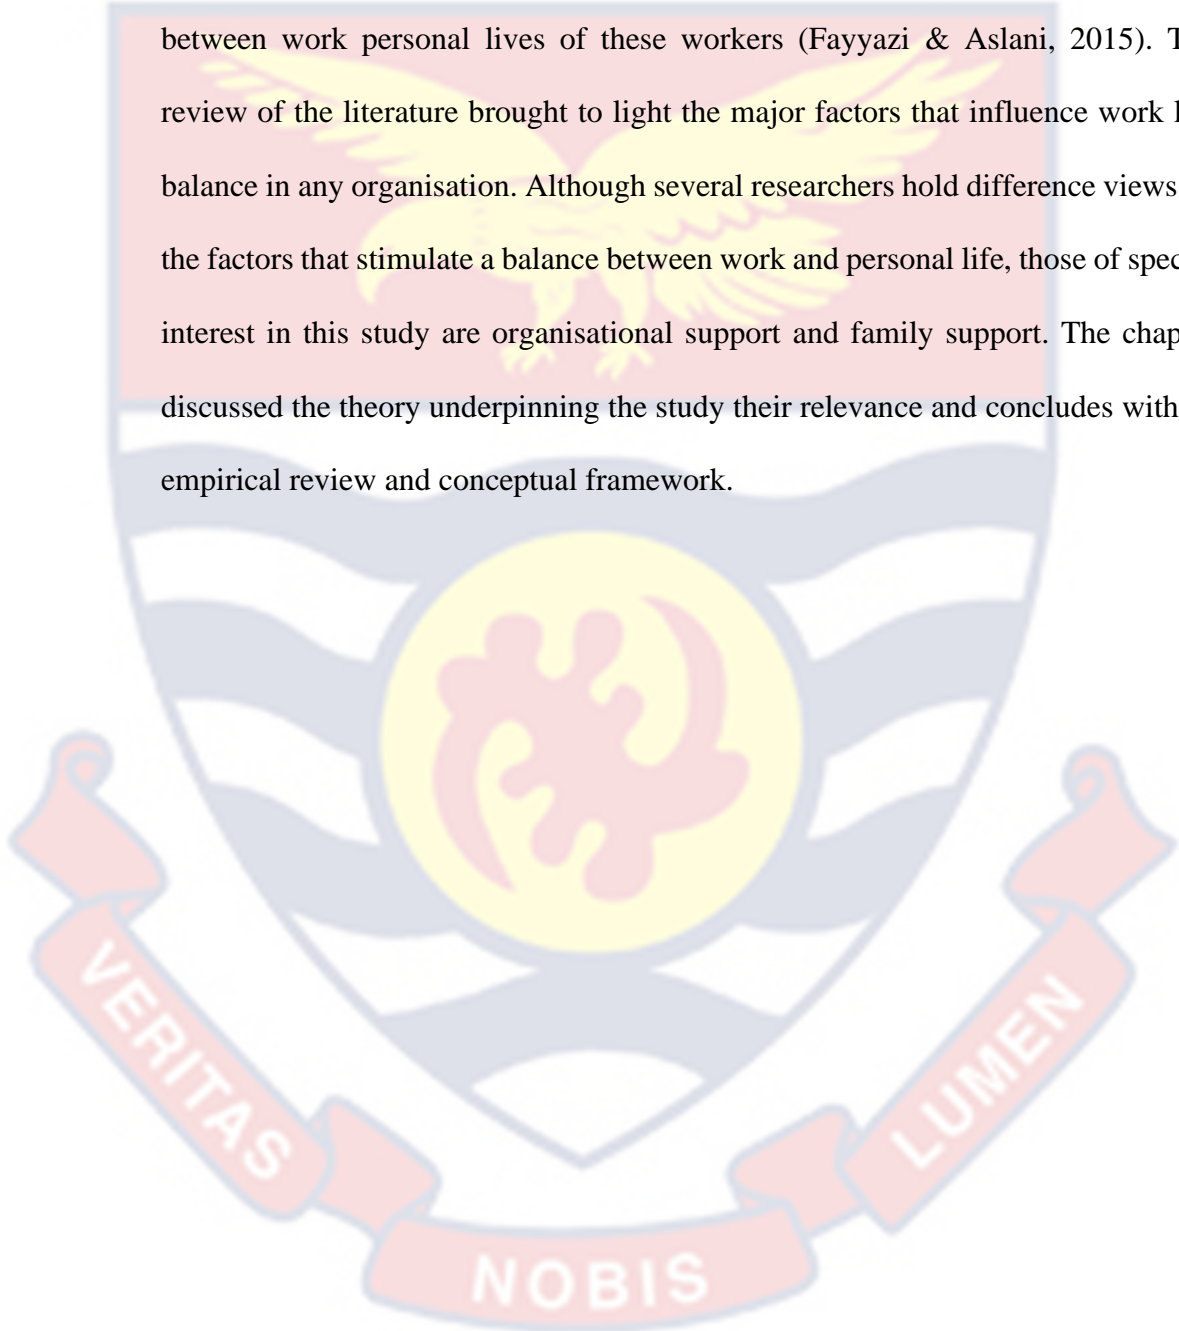 between work personal lives of these workers (Fayyazi & Aslani, 2015). T
review of the literature brought to light the major factors that influence work l
balance in any organisation. Although several researchers hold difference views
the factors that stimulate a balance between work and personal life, those of spec
interest in this study are organisational support and family support. The chap
discussed the theory underpinning the study their relevance and concludes with
empirical review and conceptual framework.
VERITAS
NOBIS
LUMEN